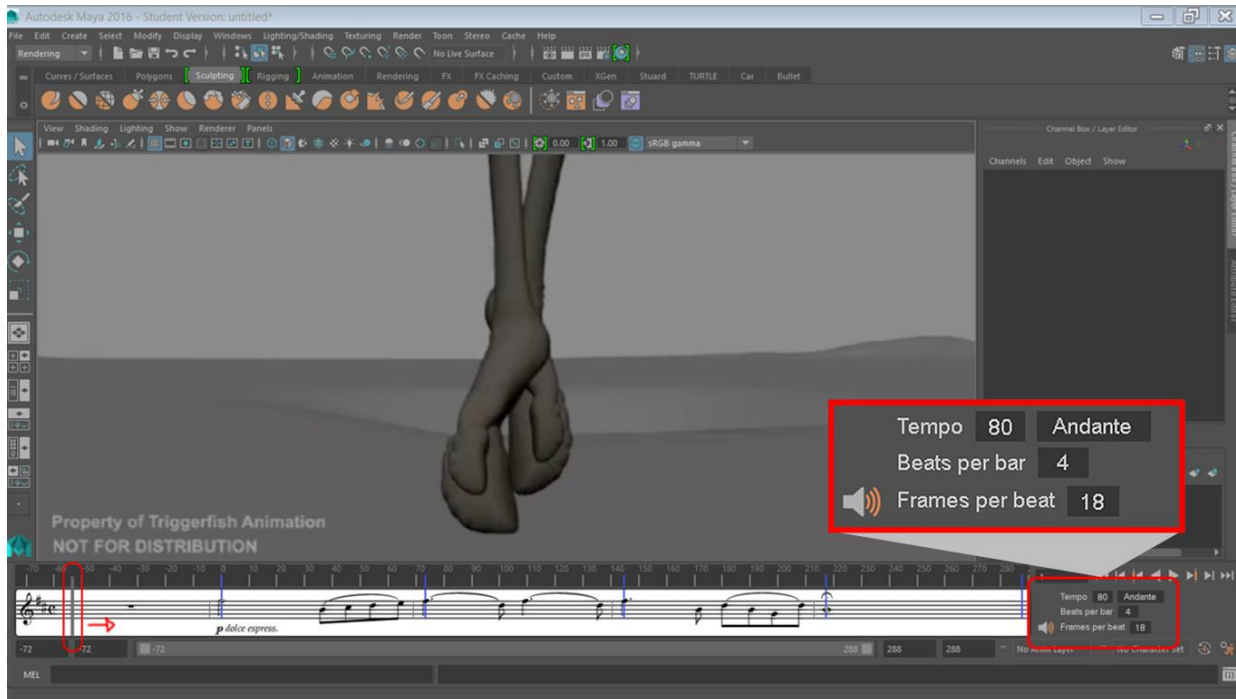 Autodesk Maya 2016 - Student Version: untitled*
File Edit Create Select Modify Display Windows Lighting/Shading Texturing Render Toon Stereo Cache Help
Rendering No Live Surface
Curves / Surfaces Polygons Sculpting Rigging Animation Rendering FX FX Caching Custom XGen Stuard TURTLE Car Bullet
View Shading Lighting Show Renderer Panels
0.00 1.00 sRGB gamma
Channel Box / Layer Editor
Channels Edit Object Show
Channel Box / Layer Editor
Attribute Editor
Tempo 80 Andante
Beats per bar 4
Frames per beat 18
Property of Triggerfish Animation
NOT FOR DISTRIBUTION
-70 -50 -40 -30 -20 -10 0 10 20 30 40 50 60 70 80 90 100 110 120 130 140 150 160 170 180 190 200 210 220 230 240 250 260 270 280
p dolce espress.
Tempo 80 Andante
Beats per bar 4
Frames per beat 18
-72 -72 -72 288 288 288 No Anim Layer No Character Set
MEL